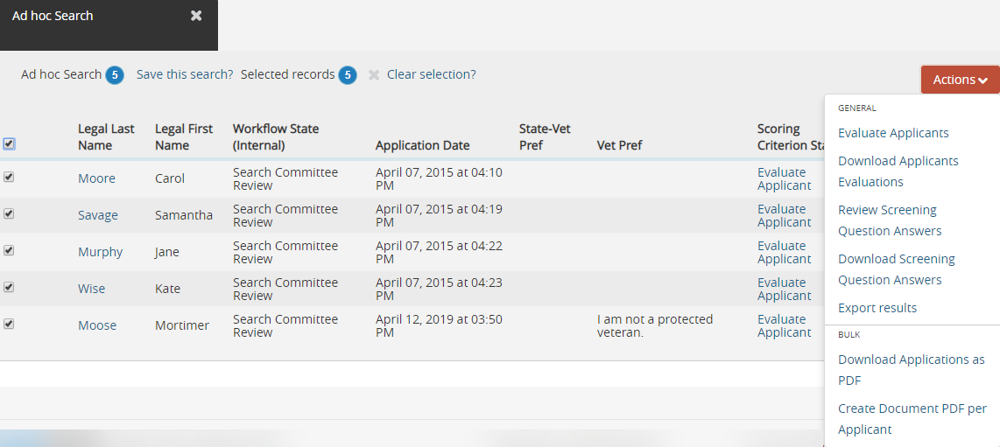 Ad hoc Search
Ad hoc Search 5 Save this search? Selected records 5 Clear selection?
Actions
Legal Last Name
Legal First Name
Workflow State (Internal)
Application Date
State-Vet Pref
Vet Pref
Scoring Criterion
Moore Carol Search Committee Review April 07, 2015 at 04:10 PM Evaluate Applicant
Savage Samantha Search Committee Review April 07, 2015 at 04:19 PM Evaluate Applicant
Murphy Jane Search Committee Review April 07, 2015 at 04:22 PM Evaluate Applicant
Wise Kate Search Committee Review April 07, 2015 at 04:23 PM Evaluate Applicant
Moose Mortimer Search Committee Review April 12, 2019 at 03:50 PM I am not a protected veteran. Evaluate Applicant
GENERAL
Evaluate Applicants
Download Applicants
Evaluations
Review Screening
Question Answers
Download Screening
Question Answers
Export results
BULK
Download Applications as
PDF
Create Document PDF per
Applicant